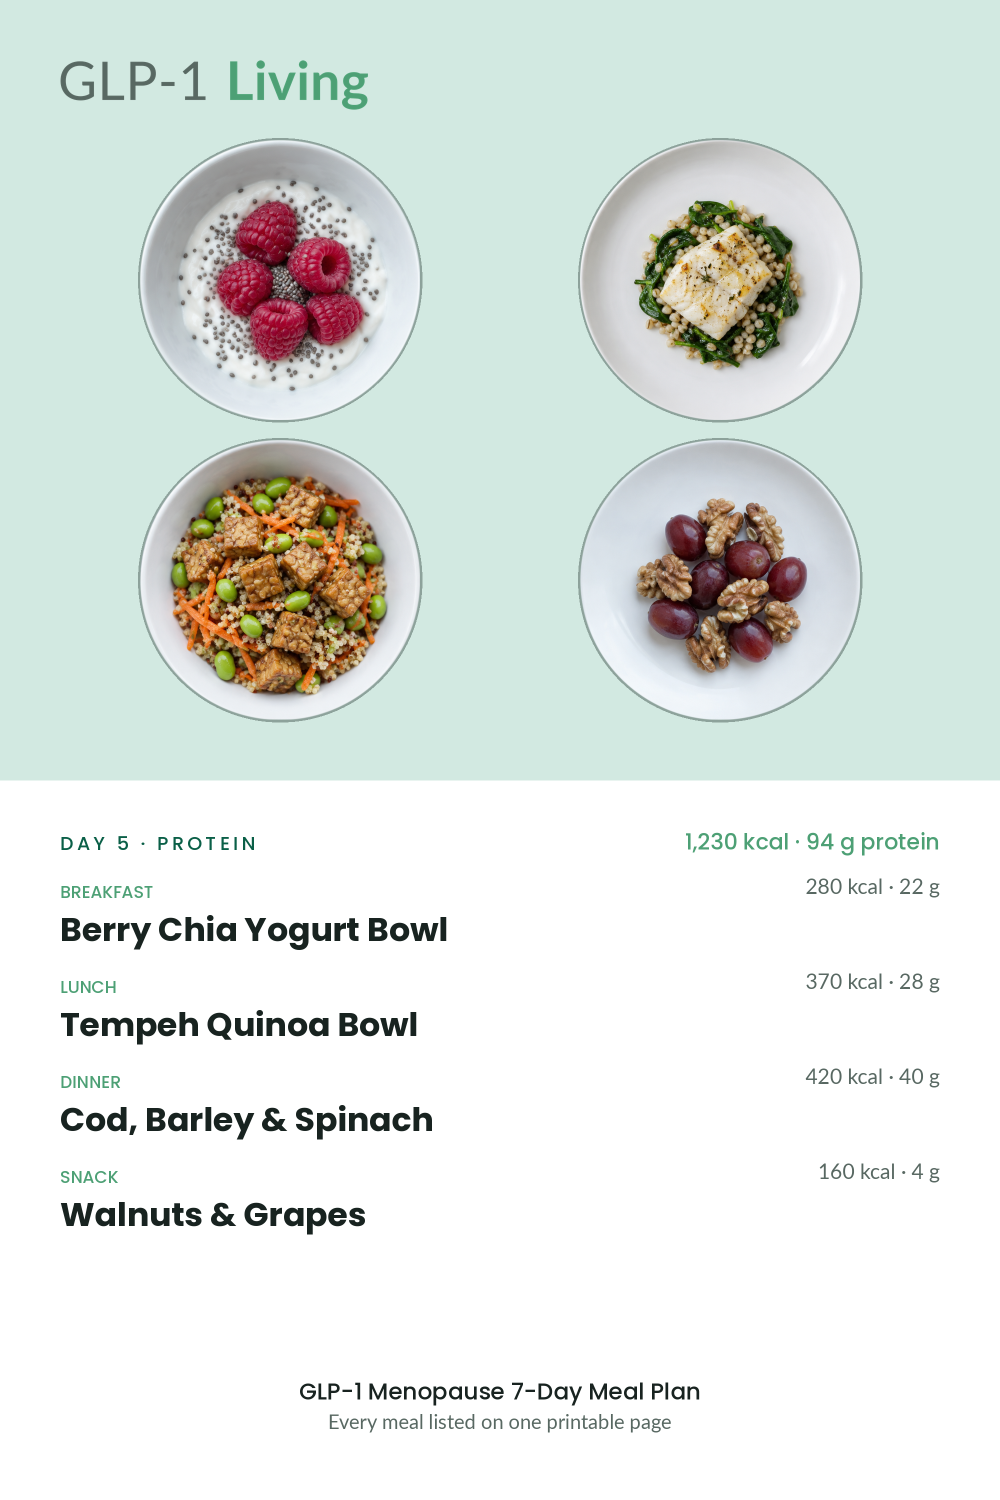 GLP-1 Living
DAY 5 · PROTEIN
1,230 kcal · 94 g protein
BREAKFAST
280 kcal · 22 g
Berry Chia Yogurt Bowl
LUNCH
370 kcal · 28 g
Tempeh Quinoa Bowl
DINNER
420 kcal · 40 g
Cod, Barley & Spinach
SNACK
160 kcal · 4 g
Walnuts & Grapes
GLP-1 Menopause 7-Day Meal Plan
Every meal listed on one printable page